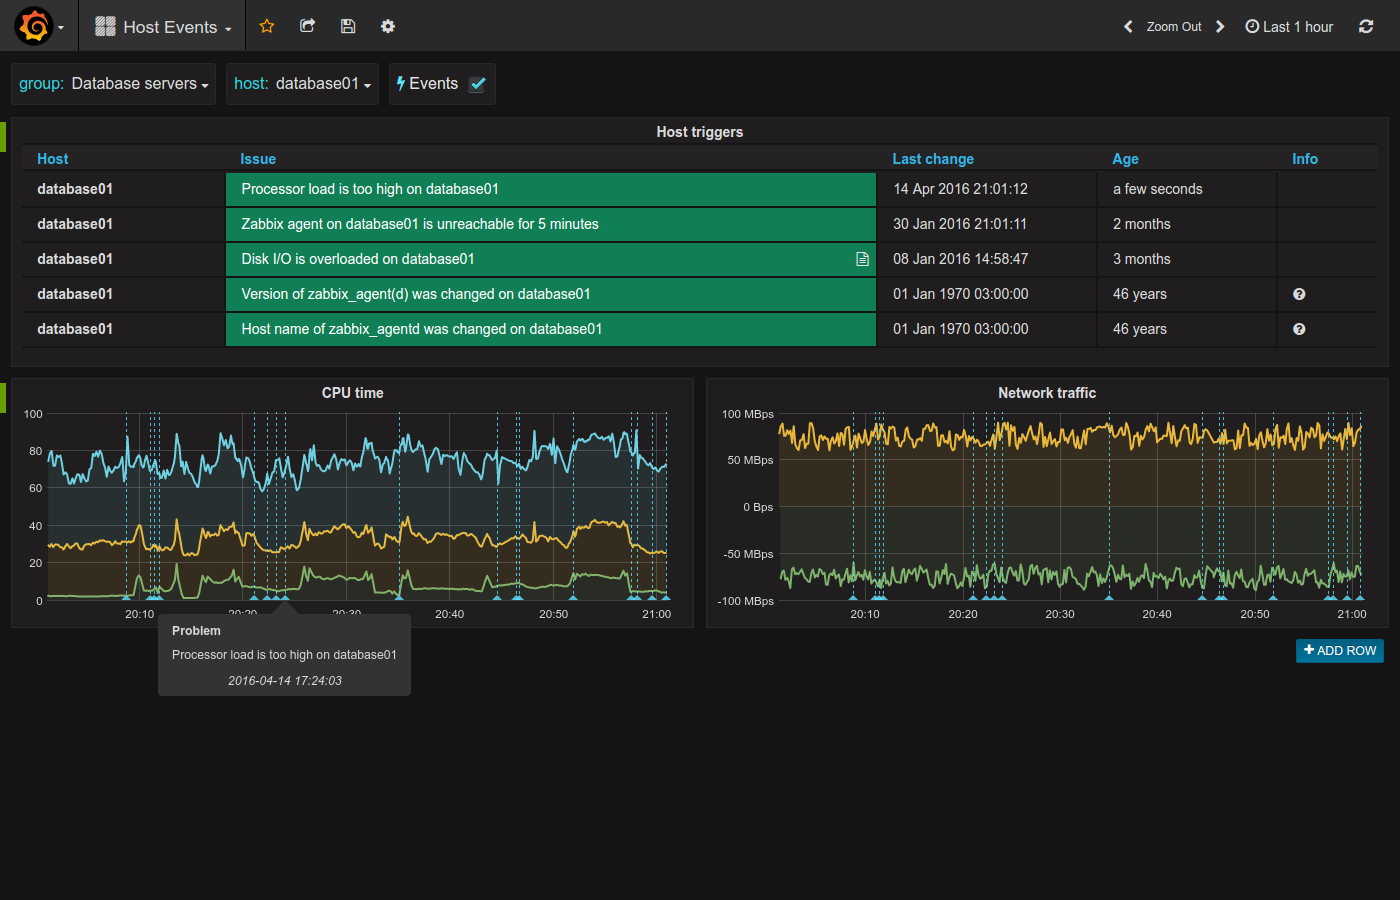 Host Events
Zoom Out
Last 1 hour
group: Database servers
host: database01
Events
Host triggers
Host Issue Last change Age Info
database01 Processor load is too high on database01 14 Apr 2016 21:01:12 a few seconds
database01 Zabbix agent on database01 is unreachable for 5 minutes 30 Jan 2016 21:01:11 2 months
database01 Disk I/O is overloaded on database01 08 Jan 2016 14:58:47 3 months
database01 Version of zabbix_agent(d) was changed on database01 01 Jan 1970 03:00:00 46 years
database01 Host name of zabbix_agentd was changed on database01 01 Jan 1970 03:00:00 46 years
CPU time
100
80
60
40
20
0
20:10 20:20 20:30 20:40 20:50 21:00
Problem
Processor load is too high on database01
2016-04-14 17:24:03
Network traffic
100 MBps
50 MBps
0 Bps
-50 MBps
-100 MBps
20:10 20:20 20:30 20:40 20:50 21:00
ADD ROW